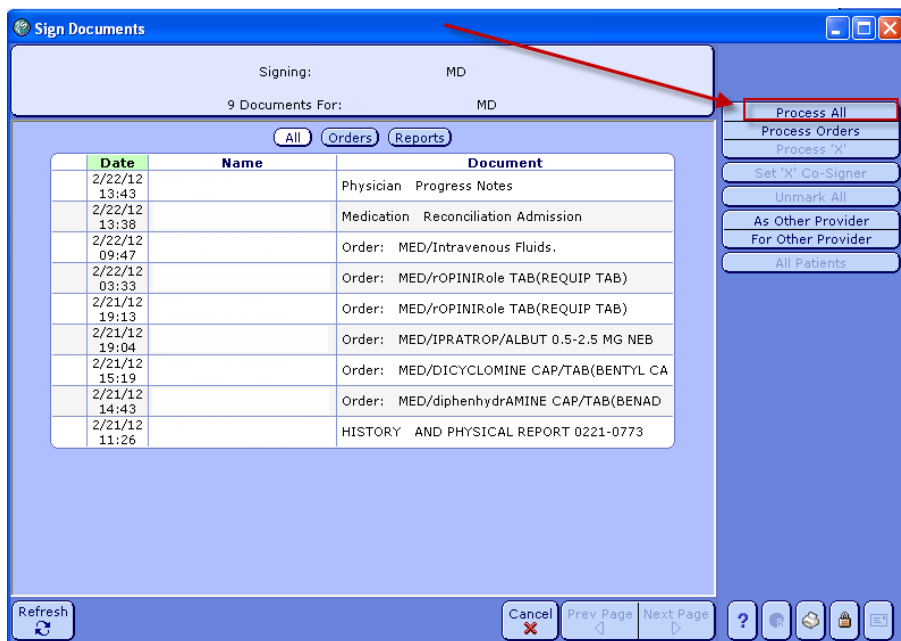 Sign Documents
Signing: MD
9 Documents For: MD
All Orders Reports
Date Name Document
2/22/12 13:43 Physician Progress Notes
2/22/12 13:38 Medication Reconciliation Admission
2/22/12 09:47 Order: MED/Intravenous Fluids.
2/22/12 03:33 Order: MED/rOPINIRole TAB(REQUIP TAB)
2/21/12 19:13 Order: MED/rOPINIRole TAB(REQUIP TAB)
2/21/12 19:04 Order: MED/IPRATROP/ALBUT 0.5-2.5 MG NEB
2/21/12 15:19 Order: MED/DICYCLOMINE CAP/TAB(BENTYL CA
2/21/12 14:43 Order: MED/diphenhydrAMINE CAP/TAB(BENAD
2/21/12 11:26 HISTORY AND PHYSICAL REPORT 0221-0773
Process All
Process Orders
Process 'X'
Set 'X' Co-Signer
Unmark All
As Other Provider
For Other Provider
All Patients
Refresh
Cancel
Prev Page
Next Page
?